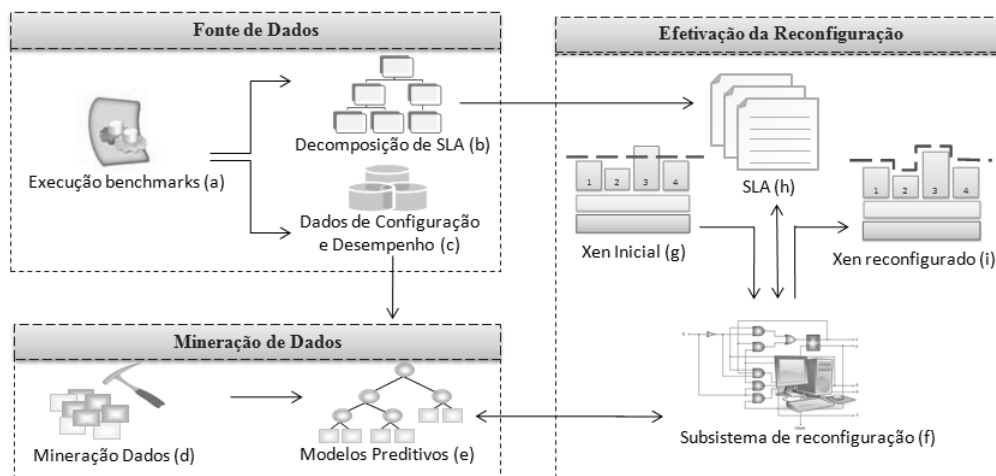 Fonte de Dados
Execução benchmarks (a)
Decomposição de SLA (b)
Dados de Configuração
e Desempenho (c)
Mineração de Dados
Mineração Dados (d)
Modelos Preditivos (e)
Efetivação da Reconfiguração
SLA (h)
1 2 3 4
Xen Inicial (g)
1 2 3 4
Xen reconfigurado (i)
Subsistema de reconfiguração (f)